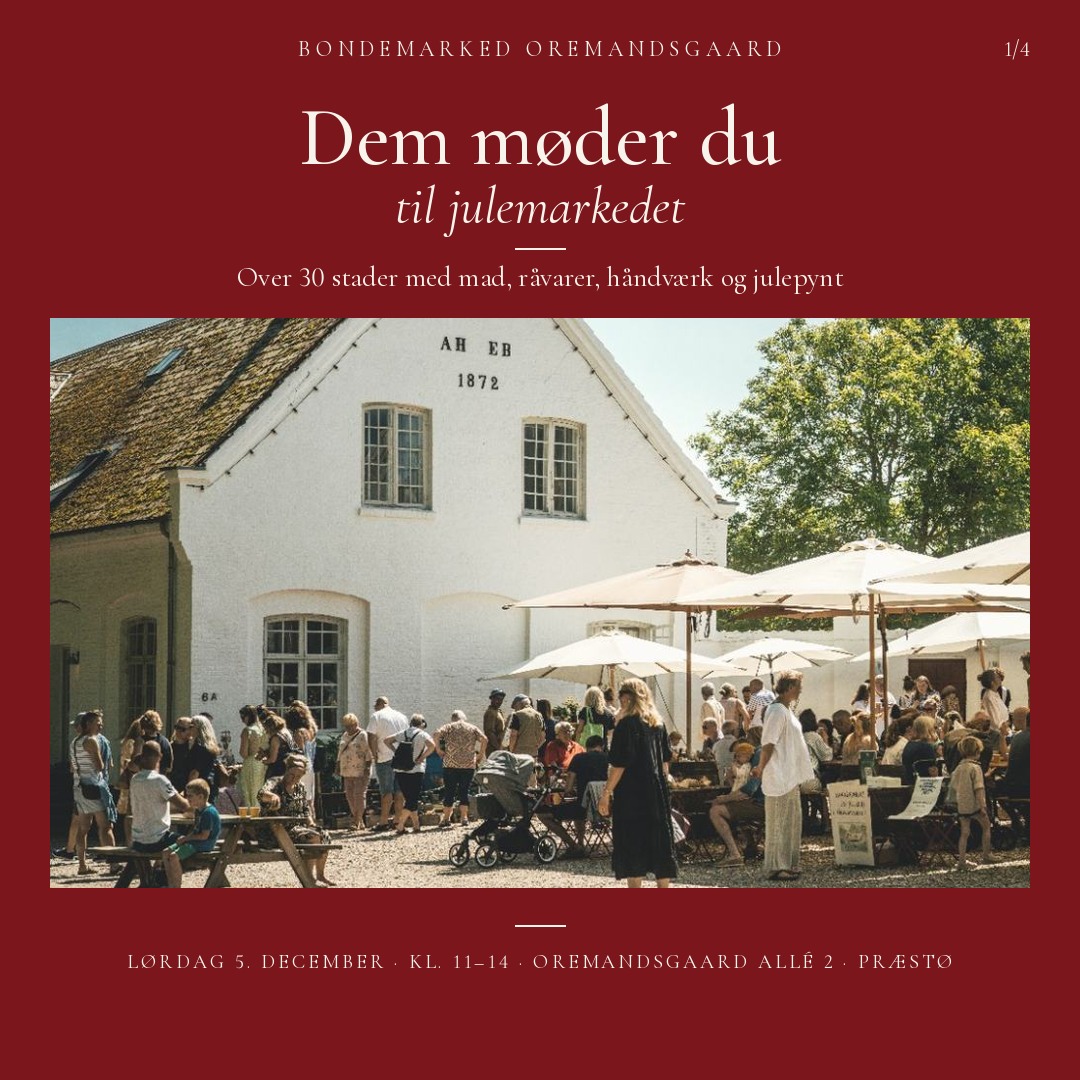 BONDEMARKED OREMANDSGAARD
1/4
Dem møder du
til julemarkedet
Over 30 stader med mad, råvarer, håndværk og julepynt
AH EB
1872
6A
LØRDAG 5. DECEMBER · KL. 11–14 · OREMANDSGAARD ALLÉ 2 · PRÆSTØ